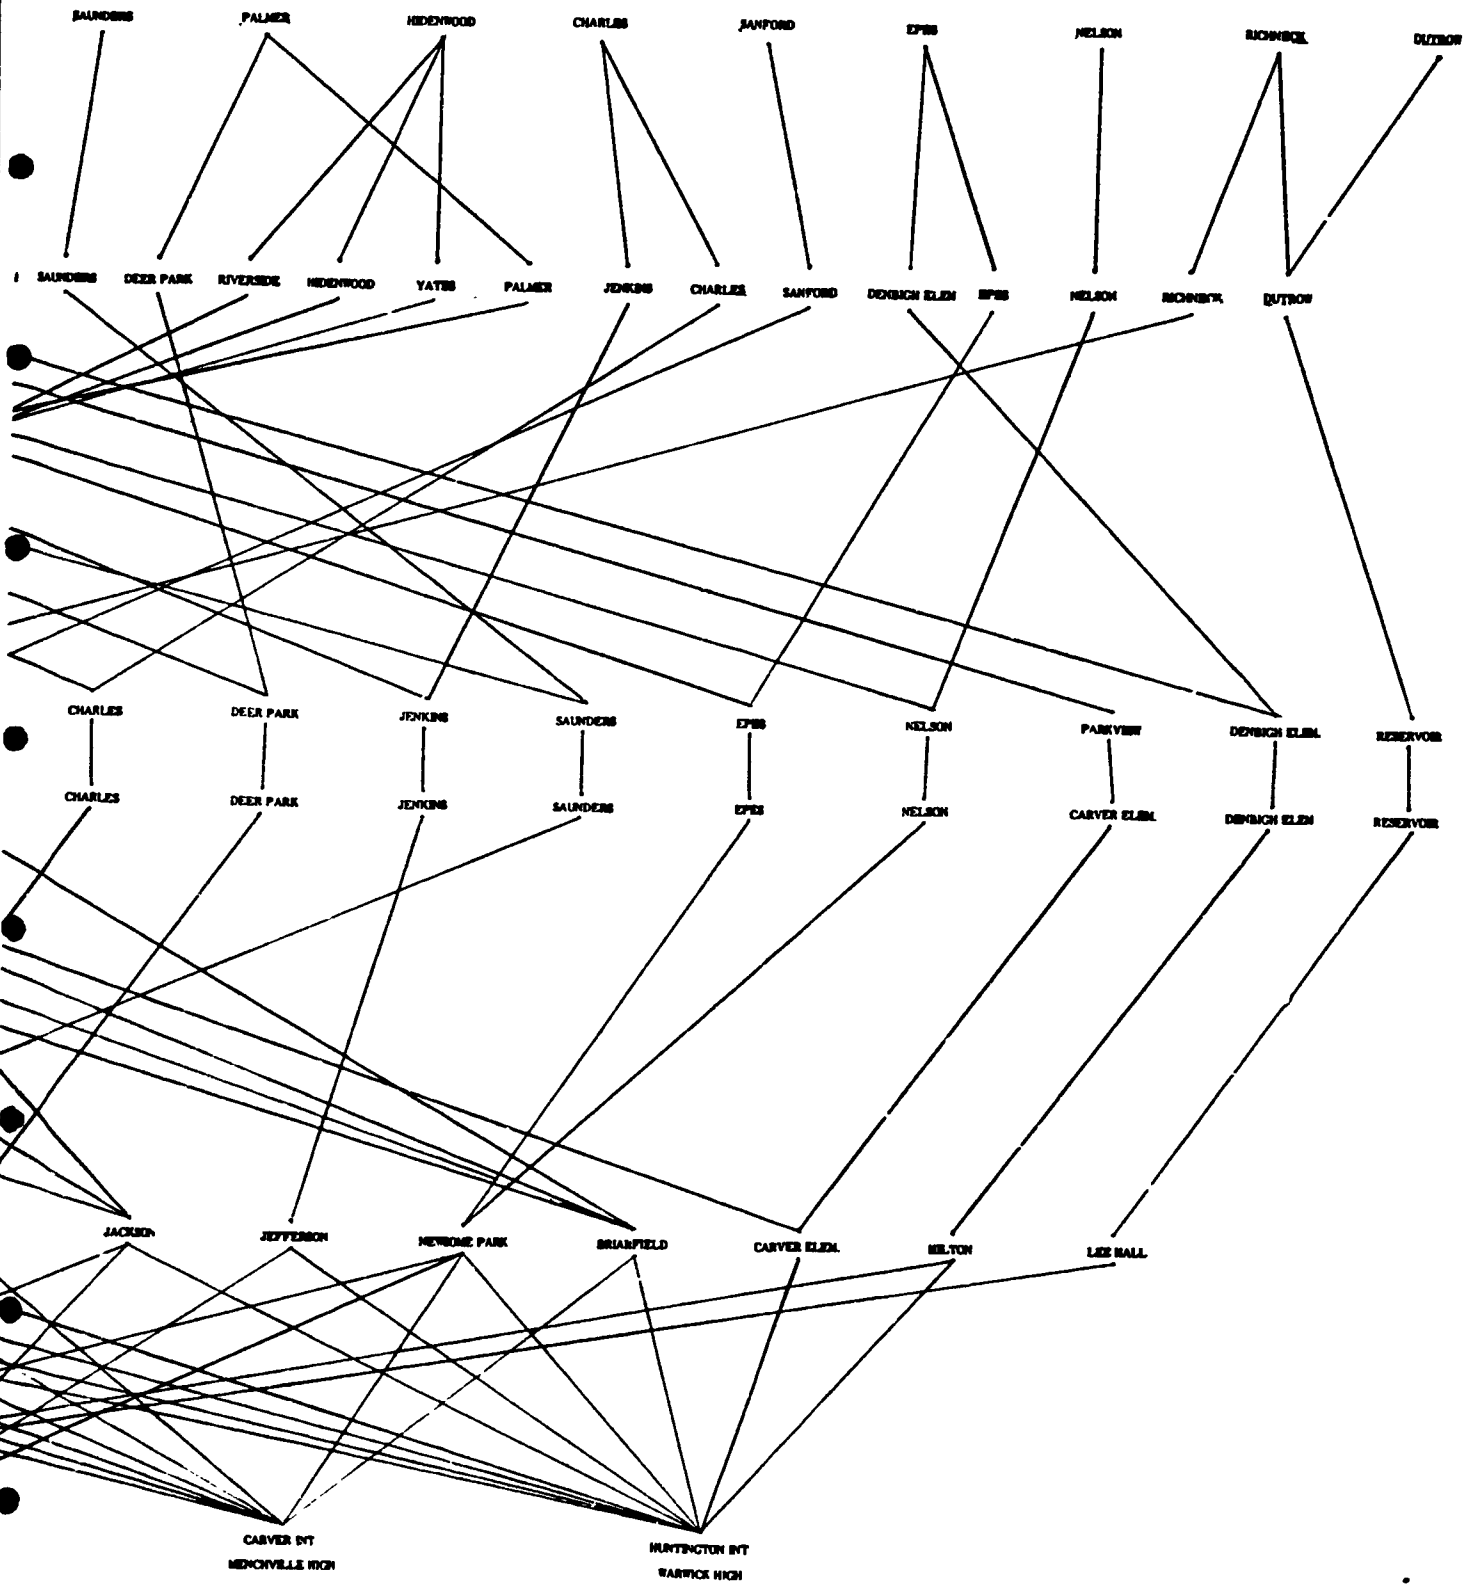 SAUNDERS PALMER HIDENWOOD CHARLES SANFORD EPES NELSON RICHNECK DUTROW
SAUNDERS DEER PARK RIVERSIDE HIDENWOOD YATES PALMER JENKINS CHARLES SANFORD DENBIGH ELEM EPES NELSON RICHNECK DUTROW
CHARLES DEER PARK JENKINS SAUNDERS EPES NELSON PARKVIEW DENBIGH ELEM. RESERVOIR
CHARLES DEER PARK JENKINS SAUNDERS EPES NELSON CARVER ELEM. DENBIGH ELEM RESERVOIR
JACKSON JEFFERSON NEWSOME PARK BRIARFIELD CARVER ELEM. MILTON LEE HALL
CARVER INT HUNTINGTON INT
MENCHVILLE HIGH WARWICK HIGH